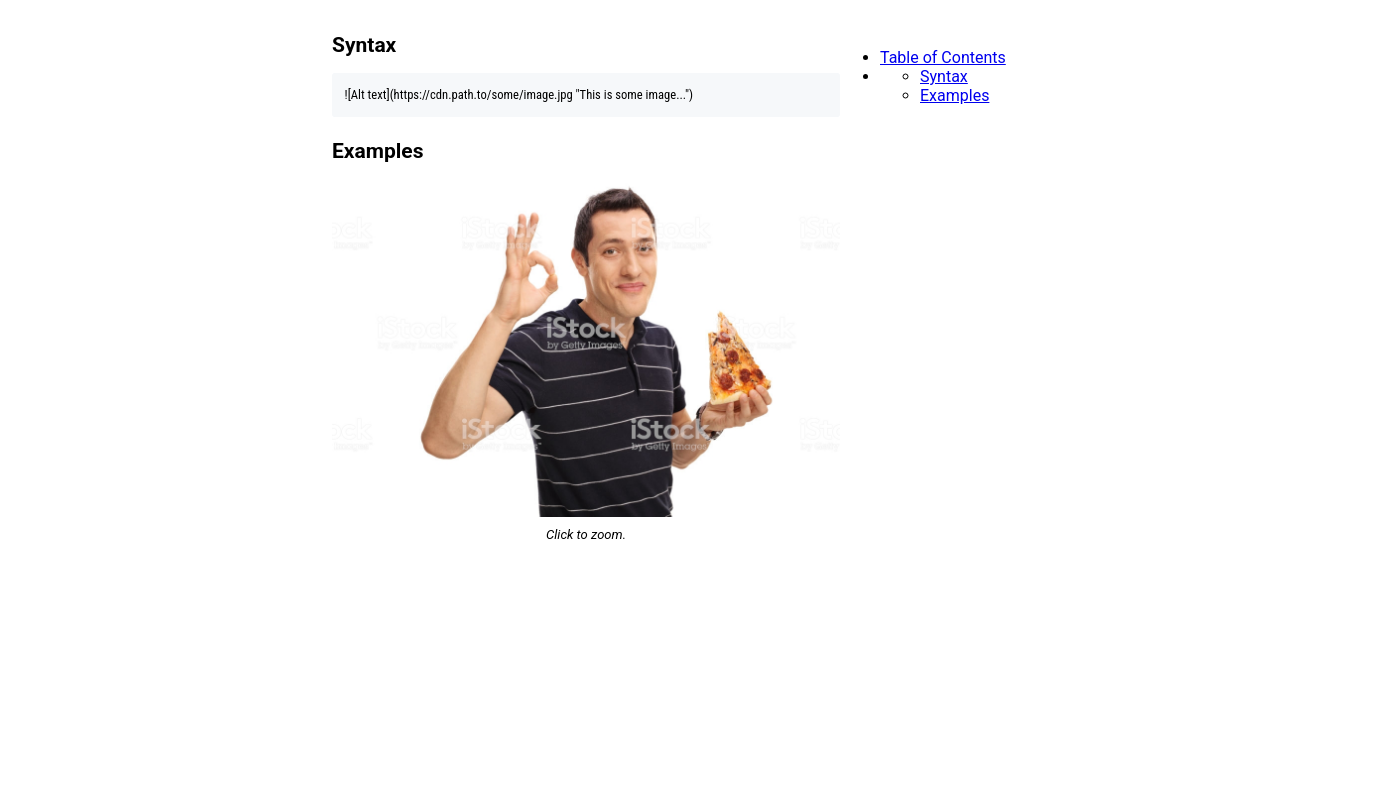 Syntax
![Alt text](https://cdn.path.to/some/image.jpg "This is some image...")
Examples
iStock
by Getty Images
iStock
by Getty Images
iStock
by Getty Images
iStock
by Getty Images
iStock
by Getty Images
Click to zoom.
Table of Contents
Syntax
Examples